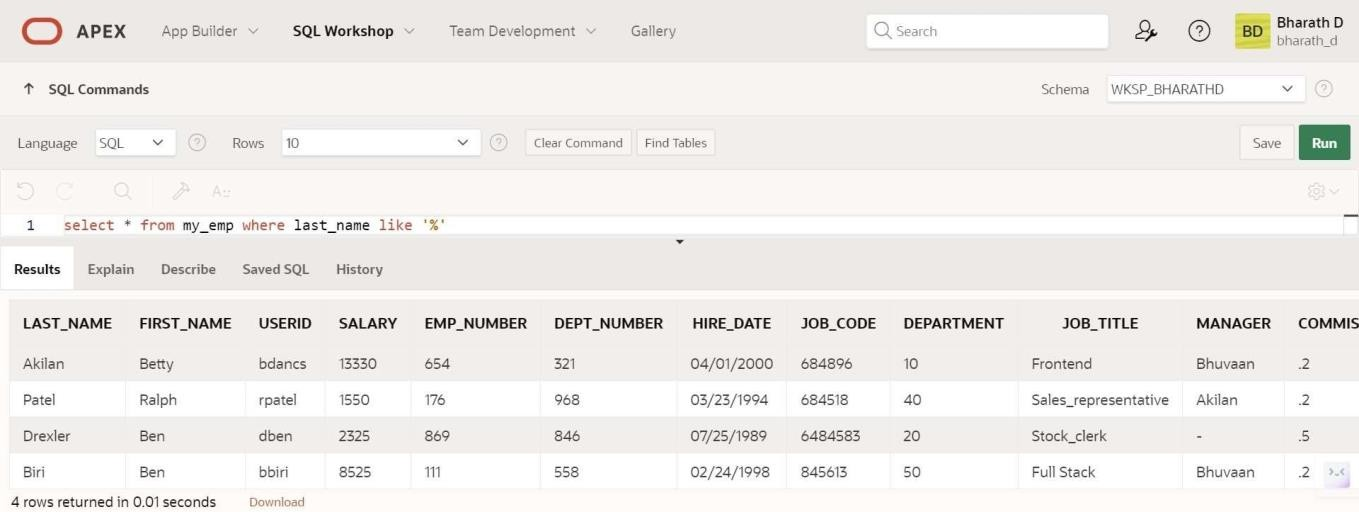 APEX App Builder SQL Workshop Team Development Gallery Search ? BD Bharath D
bharath_d
↑ SQL Commands Schema WKSP_BHARATHD ?
Language SQL ? Rows 10 ? Clear Command Find Tables Save Run
A::
1 select * from my_emp where last_name like '%'
Results Explain Describe Saved SQL History
LAST_NAME FIRST_NAME USERID SALARY EMP_NUMBER DEPT_NUMBER HIRE_DATE JOB_CODE DEPARTMENT JOB_TITLE MANAGER COMMIS
Akilan Betty bdancs 13330 654 321 04/01/2000 684896 10 Frontend Bhuvaan .2
Patel Ralph rpatel 1550 176 968 03/23/1994 684518 40 Sales_representative Akilan .2
Drexler Ben dben 2325 869 846 07/25/1989 6484583 20 Stock_clerk - .5
Biri Ben bbiri 8525 111 558 02/24/1998 845613 50 Full Stack Bhuvaan .2
4 rows returned in 0.01 seconds Download